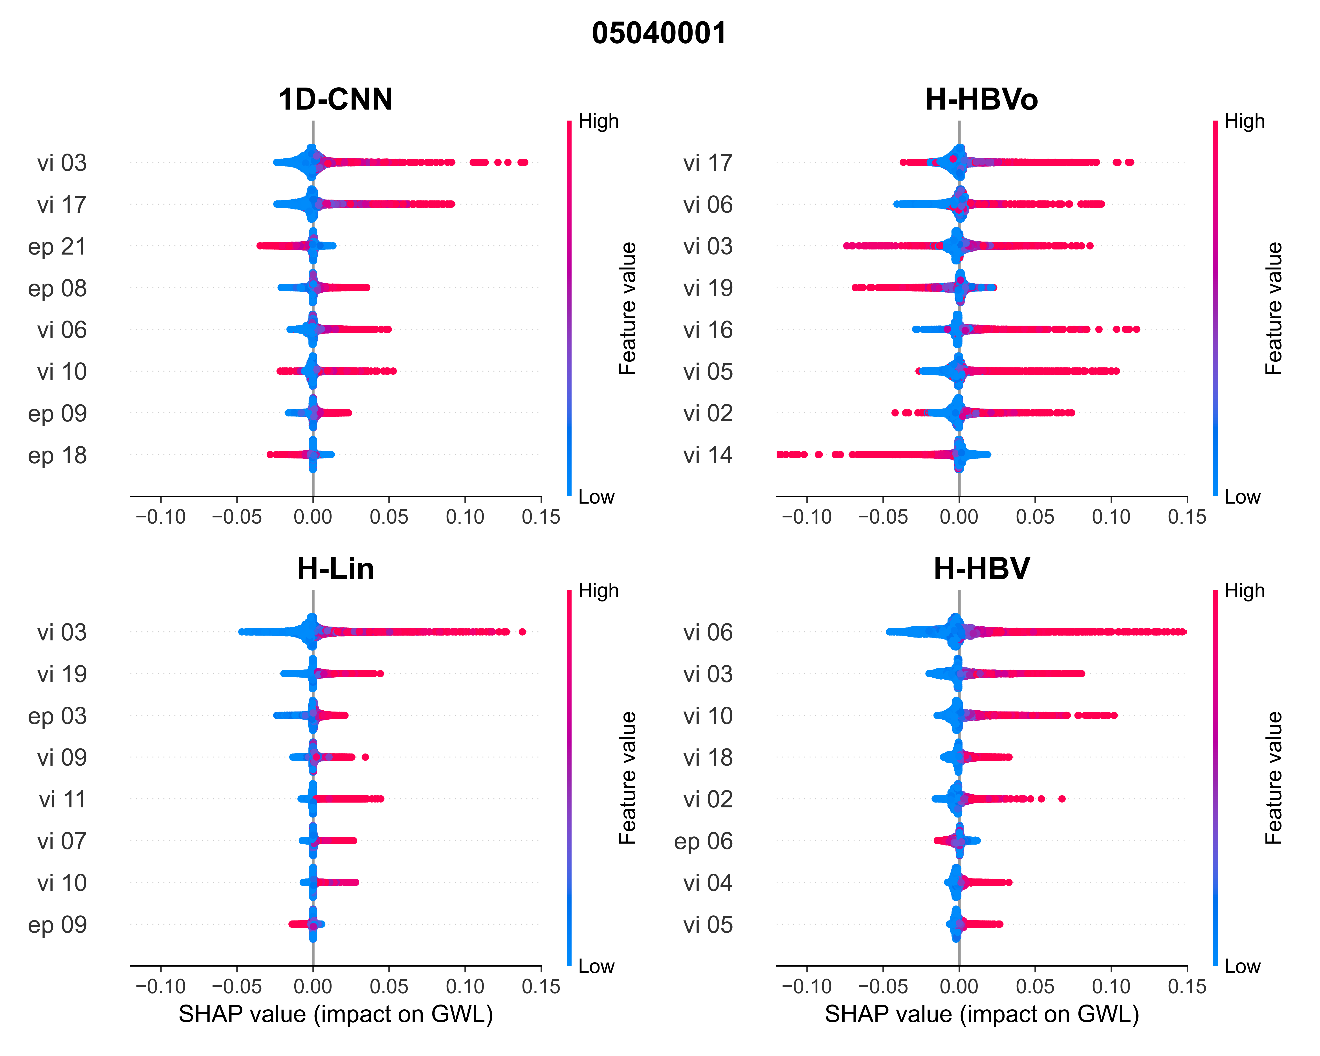 05040001
1D-CNN
High
vi 03
vi 17
ep 21
ep 08
vi 06
vi 10
ep 09
ep 18
Feature value
Low
−0.10 −0.05 0.00 0.05 0.10 0.15
H-HBVo
High
vi 17
vi 06
vi 03
vi 19
vi 16
vi 05
vi 02
vi 14
Feature value
Low
−0.10 −0.05 0.00 0.05 0.10 0.15
H-Lin
High
vi 03
vi 19
ep 03
vi 09
vi 11
vi 07
vi 10
ep 09
Feature value
Low
−0.10 −0.05 0.00 0.05 0.10 0.15
SHAP value (impact on GWL)
H-HBV
High
vi 06
vi 03
vi 10
vi 18
vi 02
ep 06
vi 04
vi 05
Feature value
Low
−0.10 −0.05 0.00 0.05 0.10 0.15
SHAP value (impact on GWL)